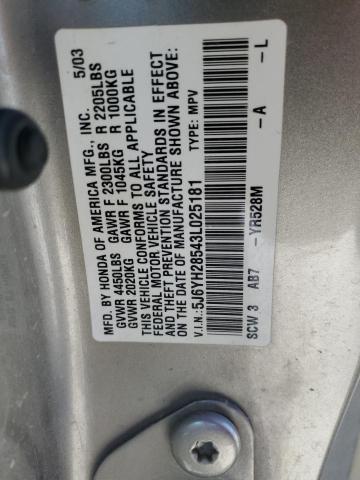 MFD. BY HONDA OF AMERICA MFG., INC. 5/03
GVWR 4450LBS GAWR F 2300LBS R 2205LBS
GVWR 2020KG GAWR F 1045KG R 1000KG
THIS VEHICLE CONFORMS TO ALL APPLICABLE
FEDERAL MOTOR VEHICLE SAFETY
AND THEFT PREVENTION STANDARDS IN EFFECT
ON THE DATE OF MANUFACTURE SHOWN ABOVE.
V.I.N.: 5J6YH28543L025181 TYPE: MPV
SCW 3 AB7 -YR528M -A -L